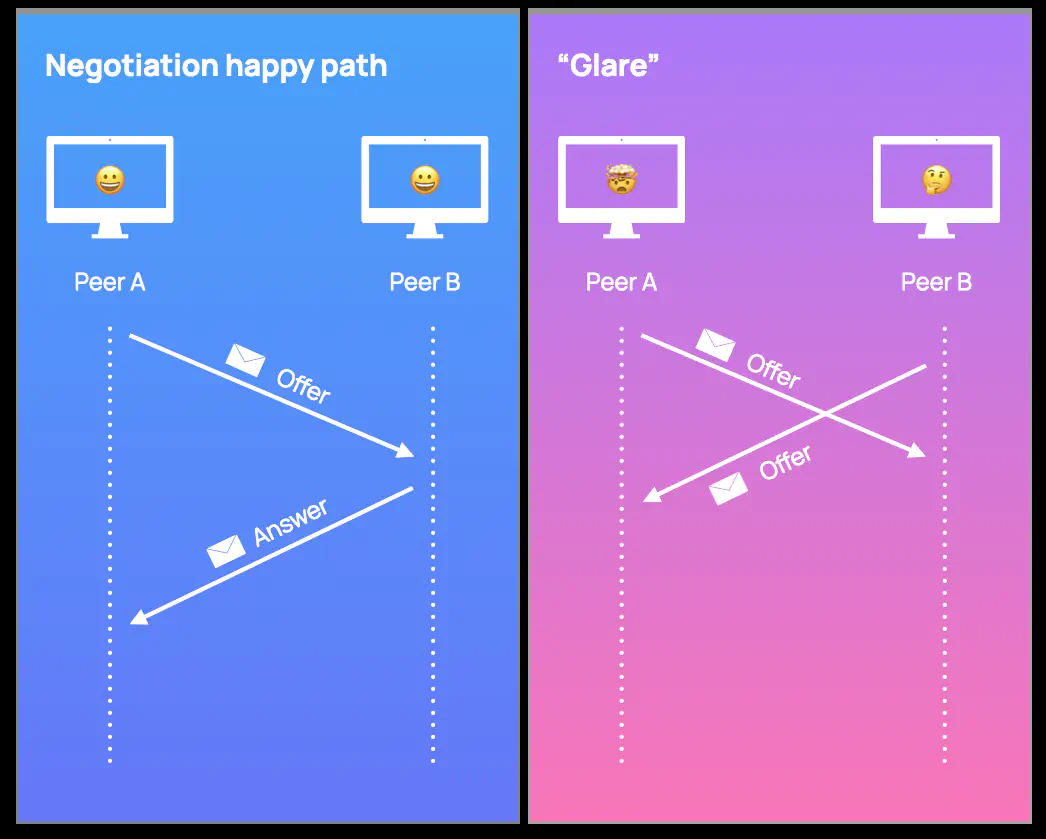 Negotiation happy path
Peer A
Peer B
Offer
Answer
“Glare”
Peer A
Peer B
Offer
Offer